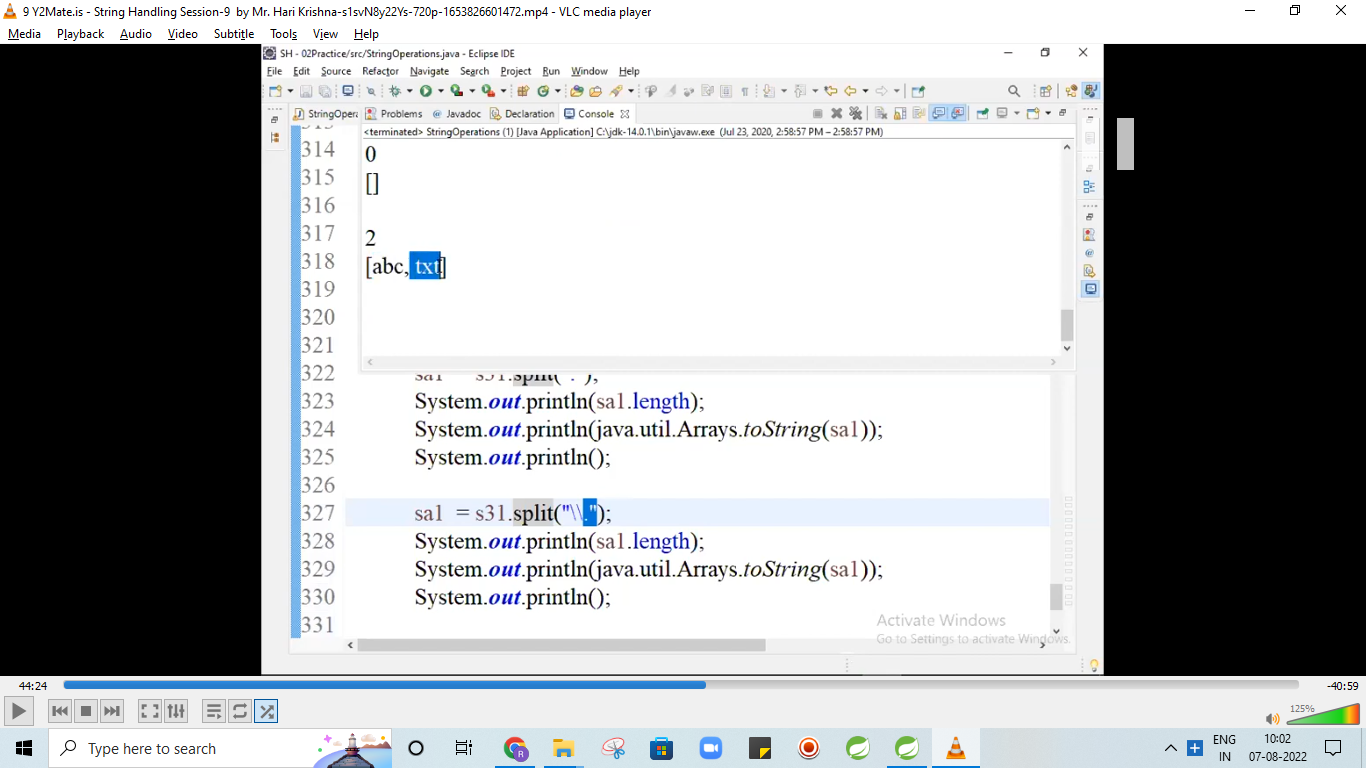 9 Y2Mate.is - String Handling Session-9 by Mr. Hari Krishna-s1svN8y22Ys-720p-1653826601472.mp4 - VLC media player
Media Playback Audio Video Subtitle Tools View Help
SH - 02Practice/src/StringOperations.java - Eclipse IDE
File Edit Source Refactor Navigate Search Project Run Window Help
StringOpera Problems Javadoc Declaration Console
<terminated> StringOperations (1) [Java Application] C:\jdk-14.0.1\bin\javaw.exe (Jul 23, 2020, 2:58:57 PM – 2:58:57 PM)
314 0
315 []
316
317 2
318 [abc, txt]
319
320
321
322 sa1 = s31.split(".");
323 System.out.println(sa1.length);
324 System.out.println(java.util.Arrays.toString(sa1));
325 System.out.println();
326
327 sa1 = s31.split("\\.");
328 System.out.println(sa1.length);
329 System.out.println(java.util.Arrays.toString(sa1));
330 System.out.println();
331
Activate Windows
Go to Settings to activate Windows.
44:24 -40:59
125%
Type here to search
ENG 10:02
IN 07-08-2022